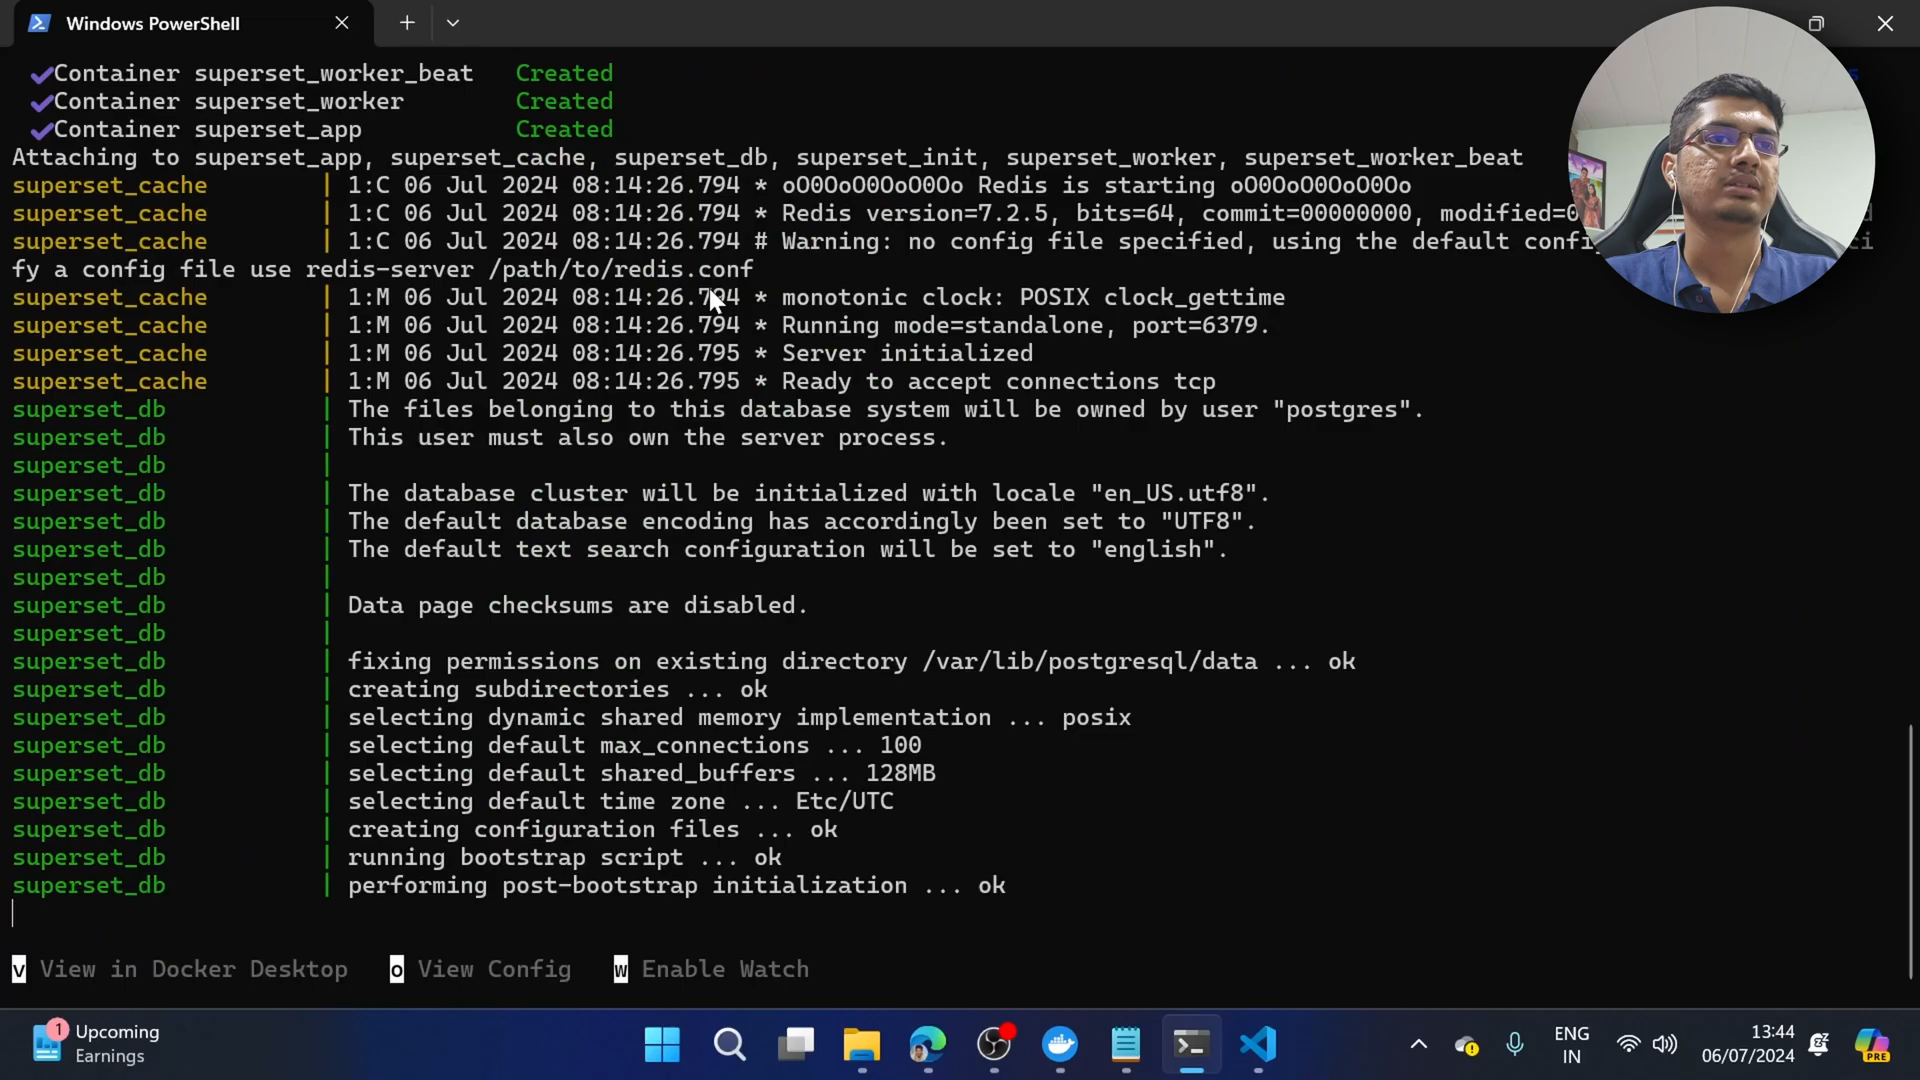 Windows PowerShell
Container superset_worker_beat Created
Container superset_worker Created
Container superset_app Created
Attaching to superset_app, superset_cache, superset_db, superset_init, superset_worker, superset_worker_beat
superset_cache | 1:C 06 Jul 2024 08:14:26.794 * oO0OoO0OoO0Oo Redis is starting oO0OoO0OoO0Oo
superset_cache | 1:C 06 Jul 2024 08:14:26.794 * Redis version=7.2.5, bits=64, commit=00000000, modified=0
superset_cache | 1:C 06 Jul 2024 08:14:26.794 # Warning: no config file specified, using the default
fy a config file use redis-server /path/to/redis.conf
superset_cache | 1:M 06 Jul 2024 08:14:26.794 * monotonic clock: POSIX clock_gettime
superset_cache | 1:M 06 Jul 2024 08:14:26.794 * Running mode=standalone, port=6379.
superset_cache | 1:M 06 Jul 2024 08:14:26.795 * Server initialized
superset_cache | 1:M 06 Jul 2024 08:14:26.795 * Ready to accept connections tcp
superset_db | The files belonging to this database system will be owned by user "postgres".
superset_db | This user must also own the server process.
superset_db |
superset_db | The database cluster will be initialized with locale "en_US.utf8".
superset_db | The default database encoding has accordingly been set to "UTF8".
superset_db | The default text search configuration will be set to "english".
superset_db |
superset_db | Data page checksums are disabled.
superset_db |
superset_db | fixing permissions on existing directory /var/lib/postgresql/data ... ok
superset_db | creating subdirectories ... ok
superset_db | selecting dynamic shared memory implementation ... posix
superset_db | selecting default max_connections ... 100
superset_db | selecting default shared_buffers ... 128MB
superset_db | selecting default time zone ... Etc/UTC
superset_db | creating configuration files ... ok
superset_db | running bootstrap script ... ok
superset_db | performing post-bootstrap initialization ... ok
v View in Docker Desktop o View Config w Enable Watch
1 Upcoming
Earnings
ENG
IN
13:44
06/07/2024
PRE